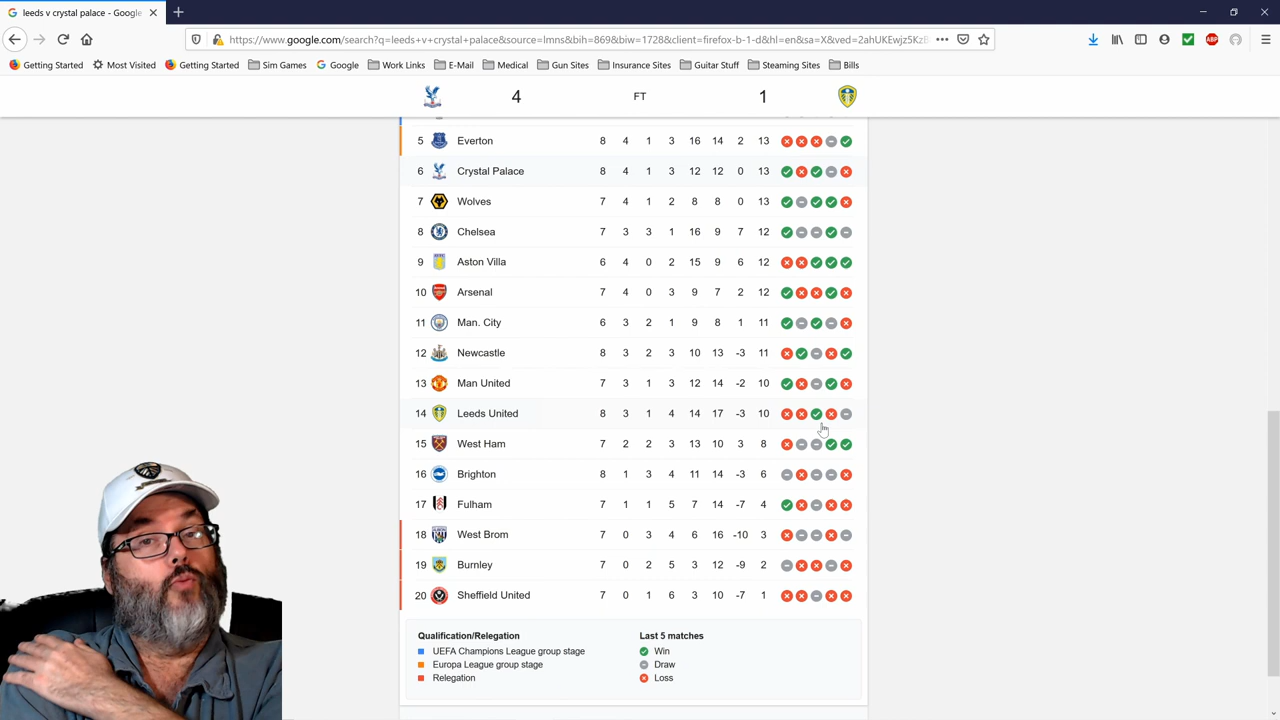 leeds v crystal palace - Google
https://www.google.com/search?q=leeds+v+crystal+palace&source=lmns&bih=869&biw=1728&client=firefox-b-1-d&hl=en&sa=X&ved=2ahUKEwjz5Kz
Getting Started Most Visited Getting Started Sim Games Google Work Links E-Mail Medical Gun Sites Insurance Sites Guitar Stuff Steaming Sites Bills
4 FT 1
5 Everton 8 4 1 3 16 14 2 13
6 Crystal Palace 8 4 1 3 12 12 0 13
7 Wolves 7 4 1 2 8 8 0 13
8 Chelsea 7 3 3 1 16 9 7 12
9 Aston Villa 6 4 0 2 15 9 6 12
10 Arsenal 7 4 0 3 9 7 2 12
11 Man. City 6 3 2 1 9 8 1 11
12 Newcastle 8 3 2 3 10 13 -3 11
13 Man United 7 3 1 3 12 14 -2 10
14 Leeds United 8 3 1 4 14 17 -3 10
15 West Ham 7 2 2 3 13 10 3 8
16 Brighton 8 1 3 4 11 14 -3 6
17 Fulham 7 1 1 5 7 14 -7 4
18 West Brom 7 0 3 4 6 16 -10 3
19 Burnley 7 0 2 5 3 12 -9 2
20 Sheffield United 7 0 1 6 3 10 -7 1
Qualification/Relegation Last 5 matches
UEFA Champions League group stage Win
Europa League group stage Draw
Relegation Loss